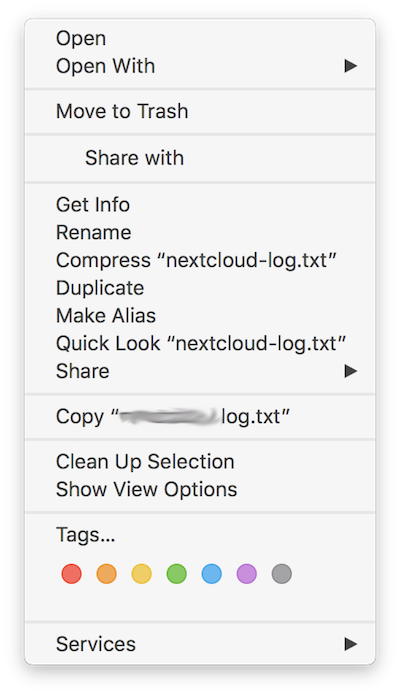 Open
Open With
Move to Trash
Share with
Get Info
Rename
Compress “nextcloud-log.txt”
Duplicate
Make Alias
Quick Look “nextcloud-log.txt”
Share
Copy “ log.txt”
Clean Up Selection
Show View Options
Tags...
Services